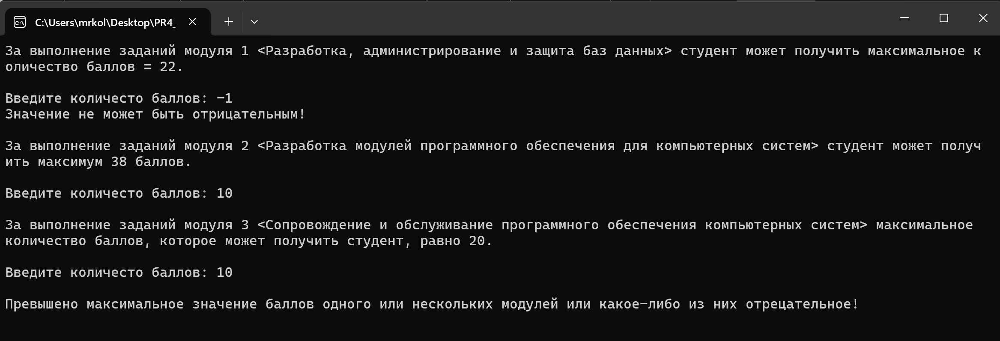 C:\Users\mrkol\Desktop\PR4_
За выполнение заданий модуля 1 <Разработка, администрирование и защита баз данных> студент может получить максимальное к
оличество баллов = 22.
Введите количесто баллов: -1
Значение не может быть отрицательным!
За выполнение заданий модуля 2 <Разработка модулей программного обеспечения для компьютерных систем> студент может получ
ить максимум 38 баллов.
Введите количесто баллов: 10
За выполнение заданий модуля 3 <Сопровождение и обслуживание программного обеспечения компьютерных систем> максимальное
количество баллов, которое может получить студент, равно 20.
Введите количесто баллов: 10
Превышено максимальное значение баллов одного или нескольких модулей или какое-либо из них отрецательное!